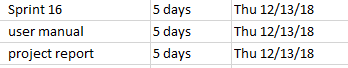 Sprint 16 5 days Thu 12/13/18
user manual 5 days Thu 12/13/18
project report 5 days Thu 12/13/18